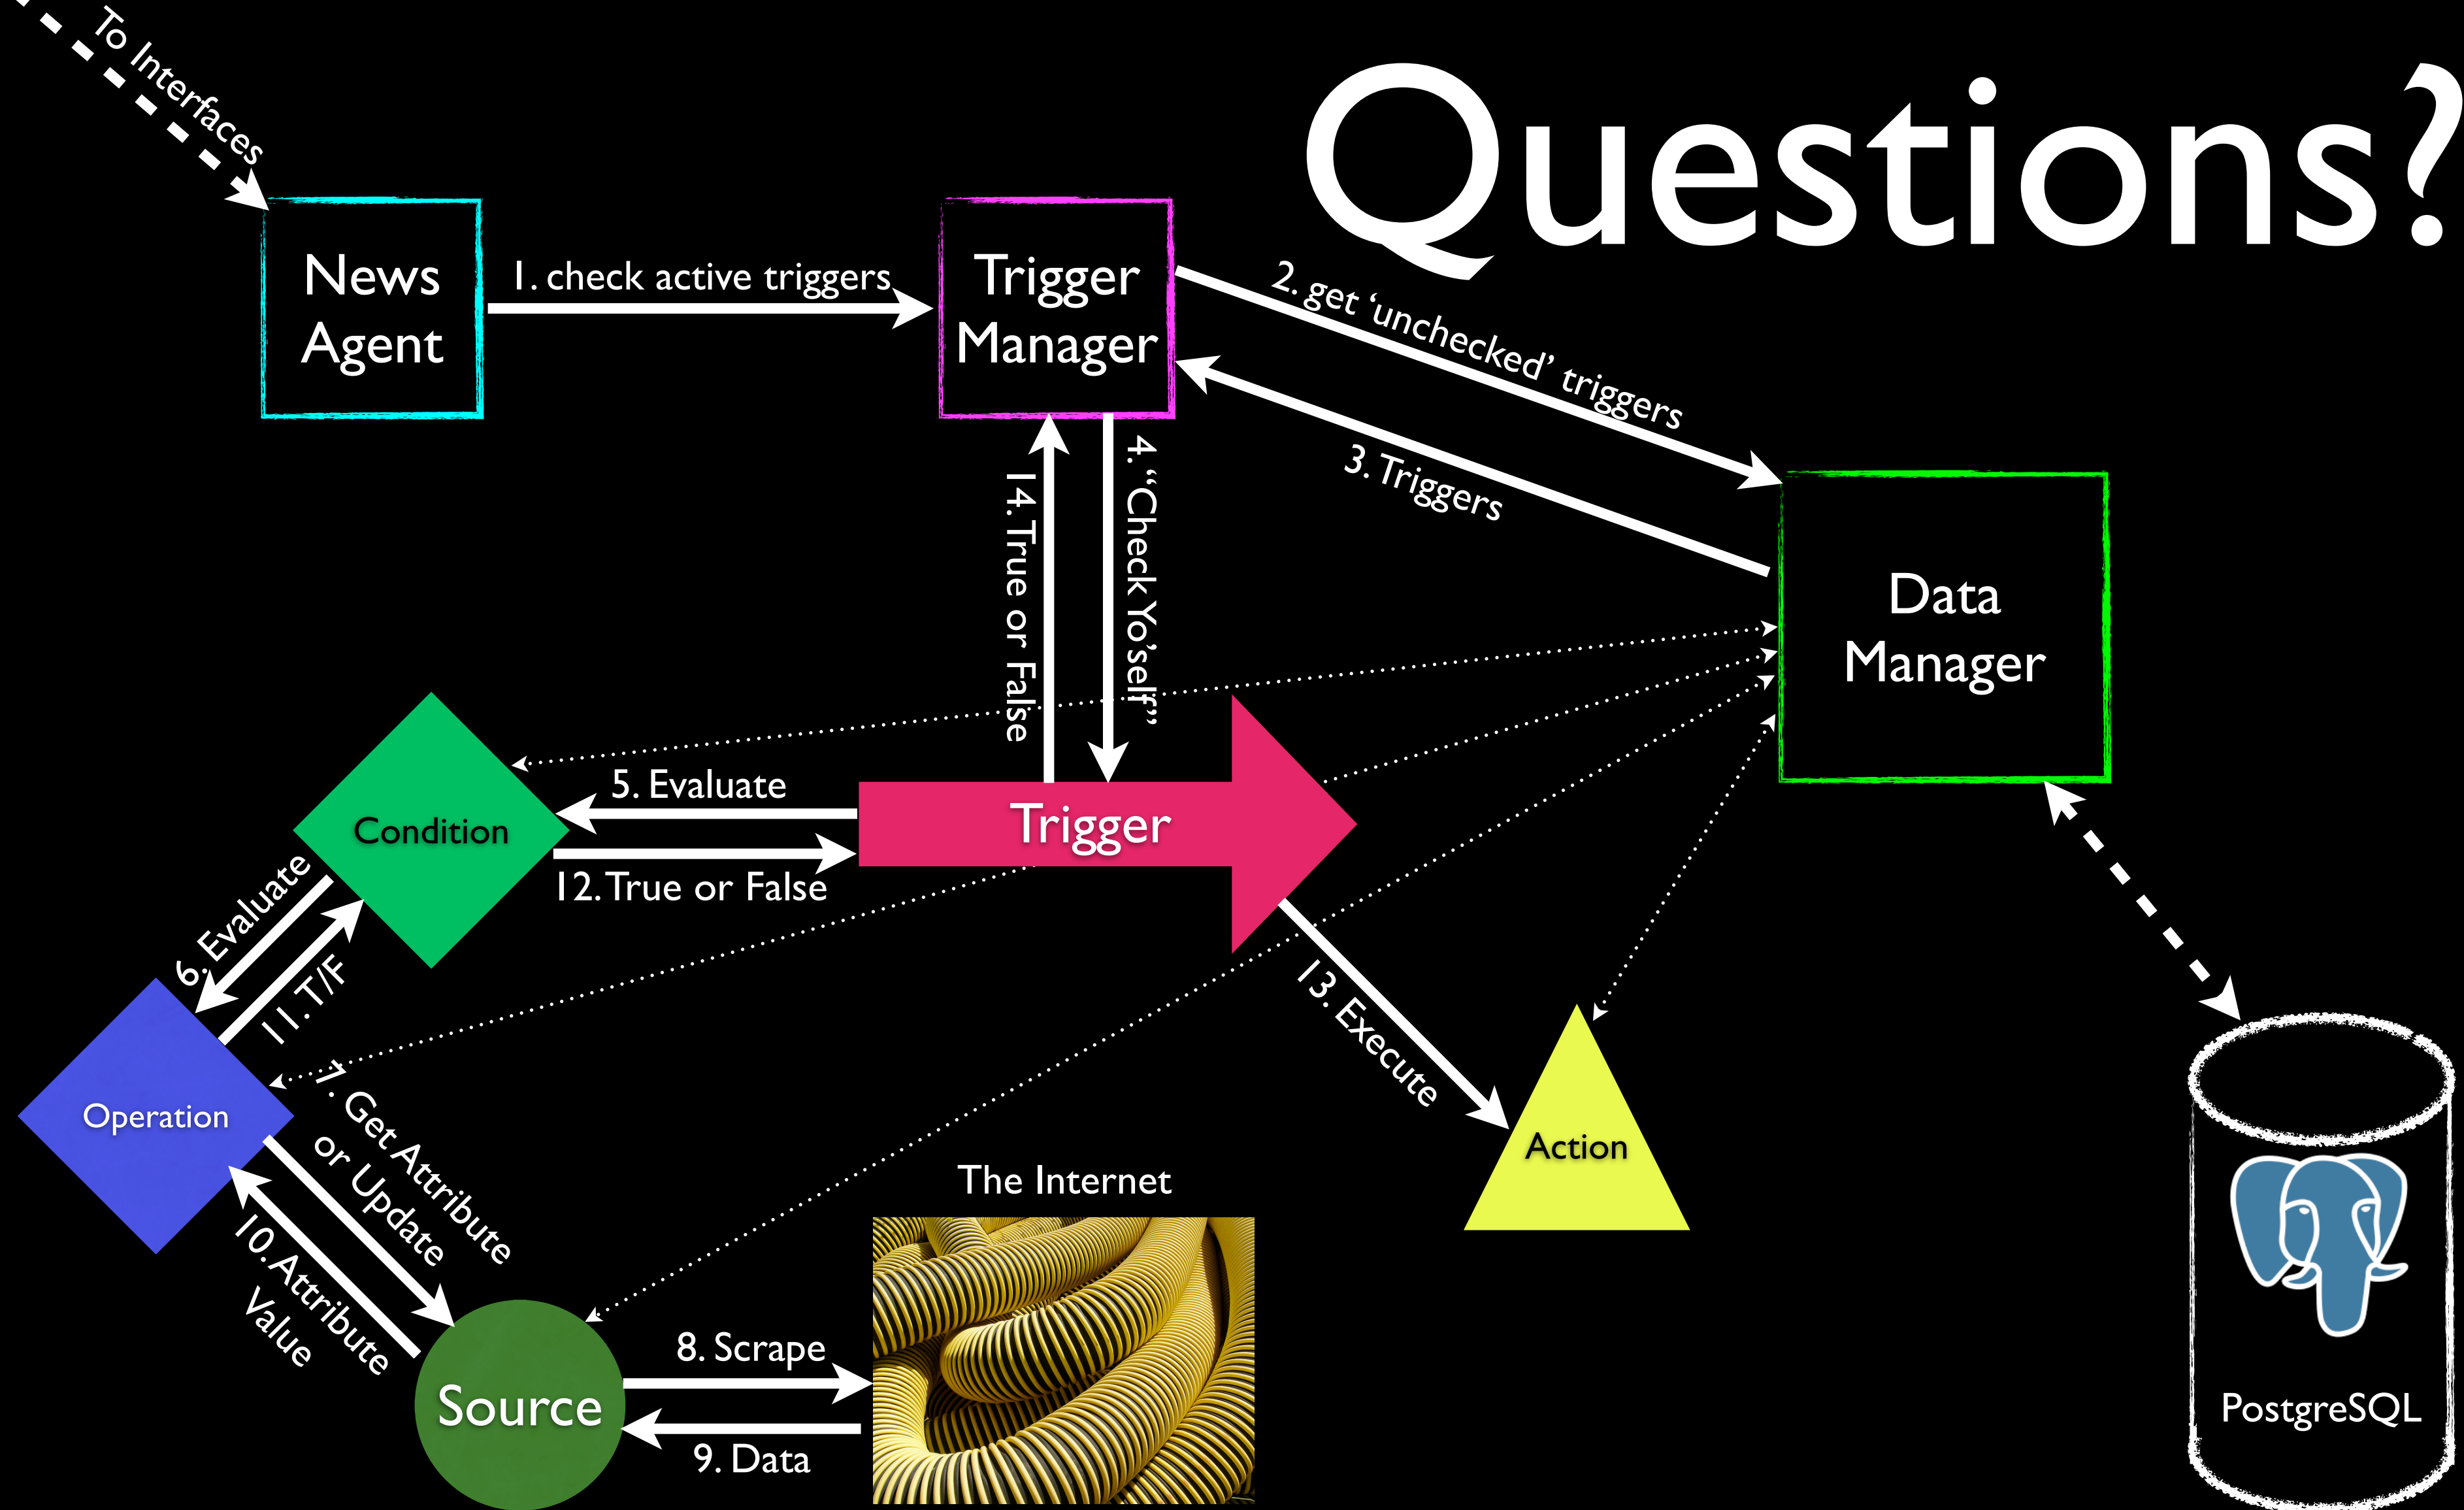 To Interfaces
Questions?
News
Agent
1. check active triggers
Trigger
Manager
2. get ‘unchecked’ triggers
3. Triggers
4. “Check Yo’self”
14. True or False
Data
Manager
Condition
5. Evaluate
12. True or False
Trigger
6. Evaluate
11. T/F
13. Execute
Operation
7. Get Attribute
or Update
10. Attribute
Value
Action
The Internet
Source
8. Scrape
9. Data
PostgreSQL